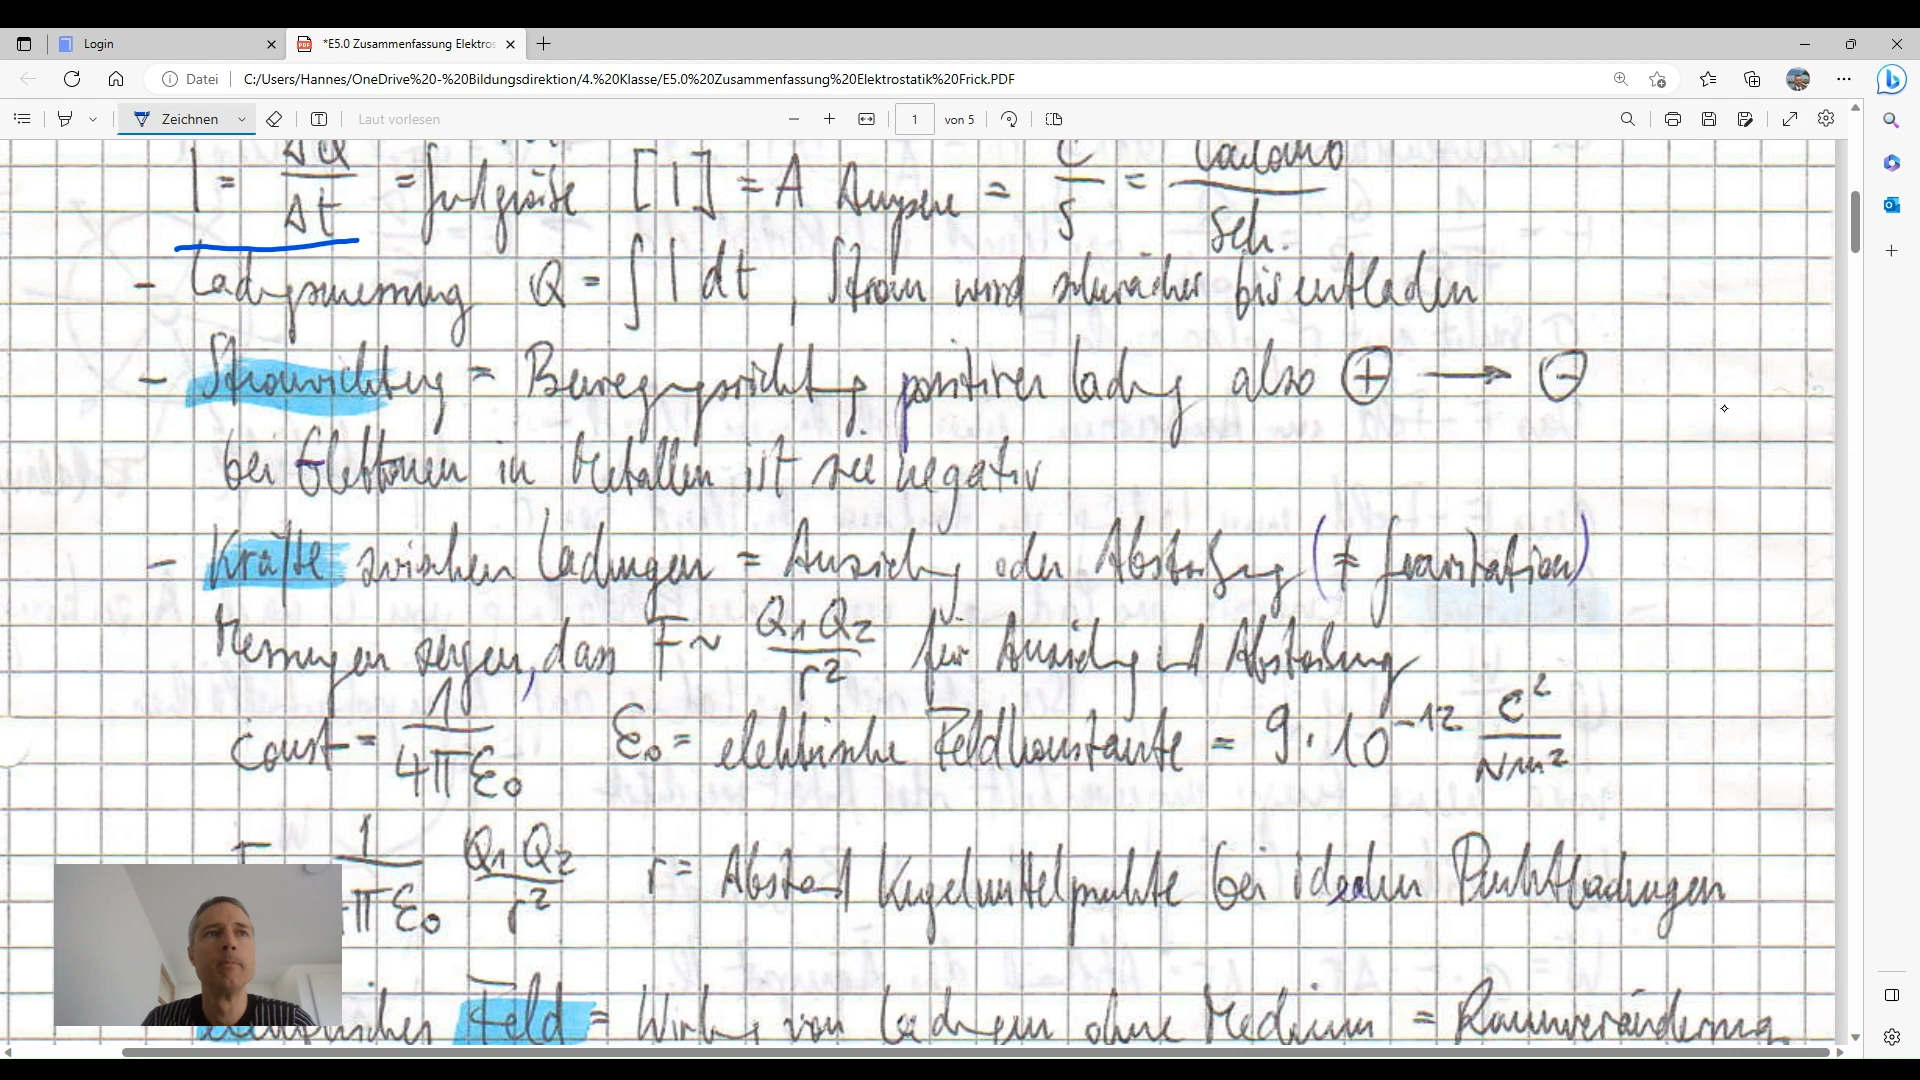 Login
*E5.0 Zusammenfassung Elektros
Datei
C:/Users/Hannes/OneDrive%20-%20Bildungsdirektion/4.%20Klasse/E5.0%20Zusammenfassung%20Elektrostatik%20Frick.PDF
Zeichnen
Laut vorlesen
1 von 5
I = ΔQ/Δt = Grundgröße [I] = A Ampere = C/s = Coulomb/Sek.
- Ladungsmessung Q = ∫ I dt, Strom wird schwächer bis entladen
- Stromrichtung = Bewegungsrichtung positiver Ladung also ⊕ → ⊖
bei Elektronen in Metallen ist sie negativ
- Kräfte zwischen Ladungen = Anziehung oder Abstoßung (≠ Gravitation)
Messungen zeigen, dass F ~ Q₁Q₂/r² für Anziehung und Abstoßung
const = 1/4πε₀ ε₀ = elektrische Feldkonstante = 9·10⁻¹² C²/Nm²
1/πε₀ Q₁Q₂/r² r = Abstand Kugelmittelpunkte bei idealen Punktladungen
Feld = Wirkung von Ladungen ohne Medium = Raumveränderung